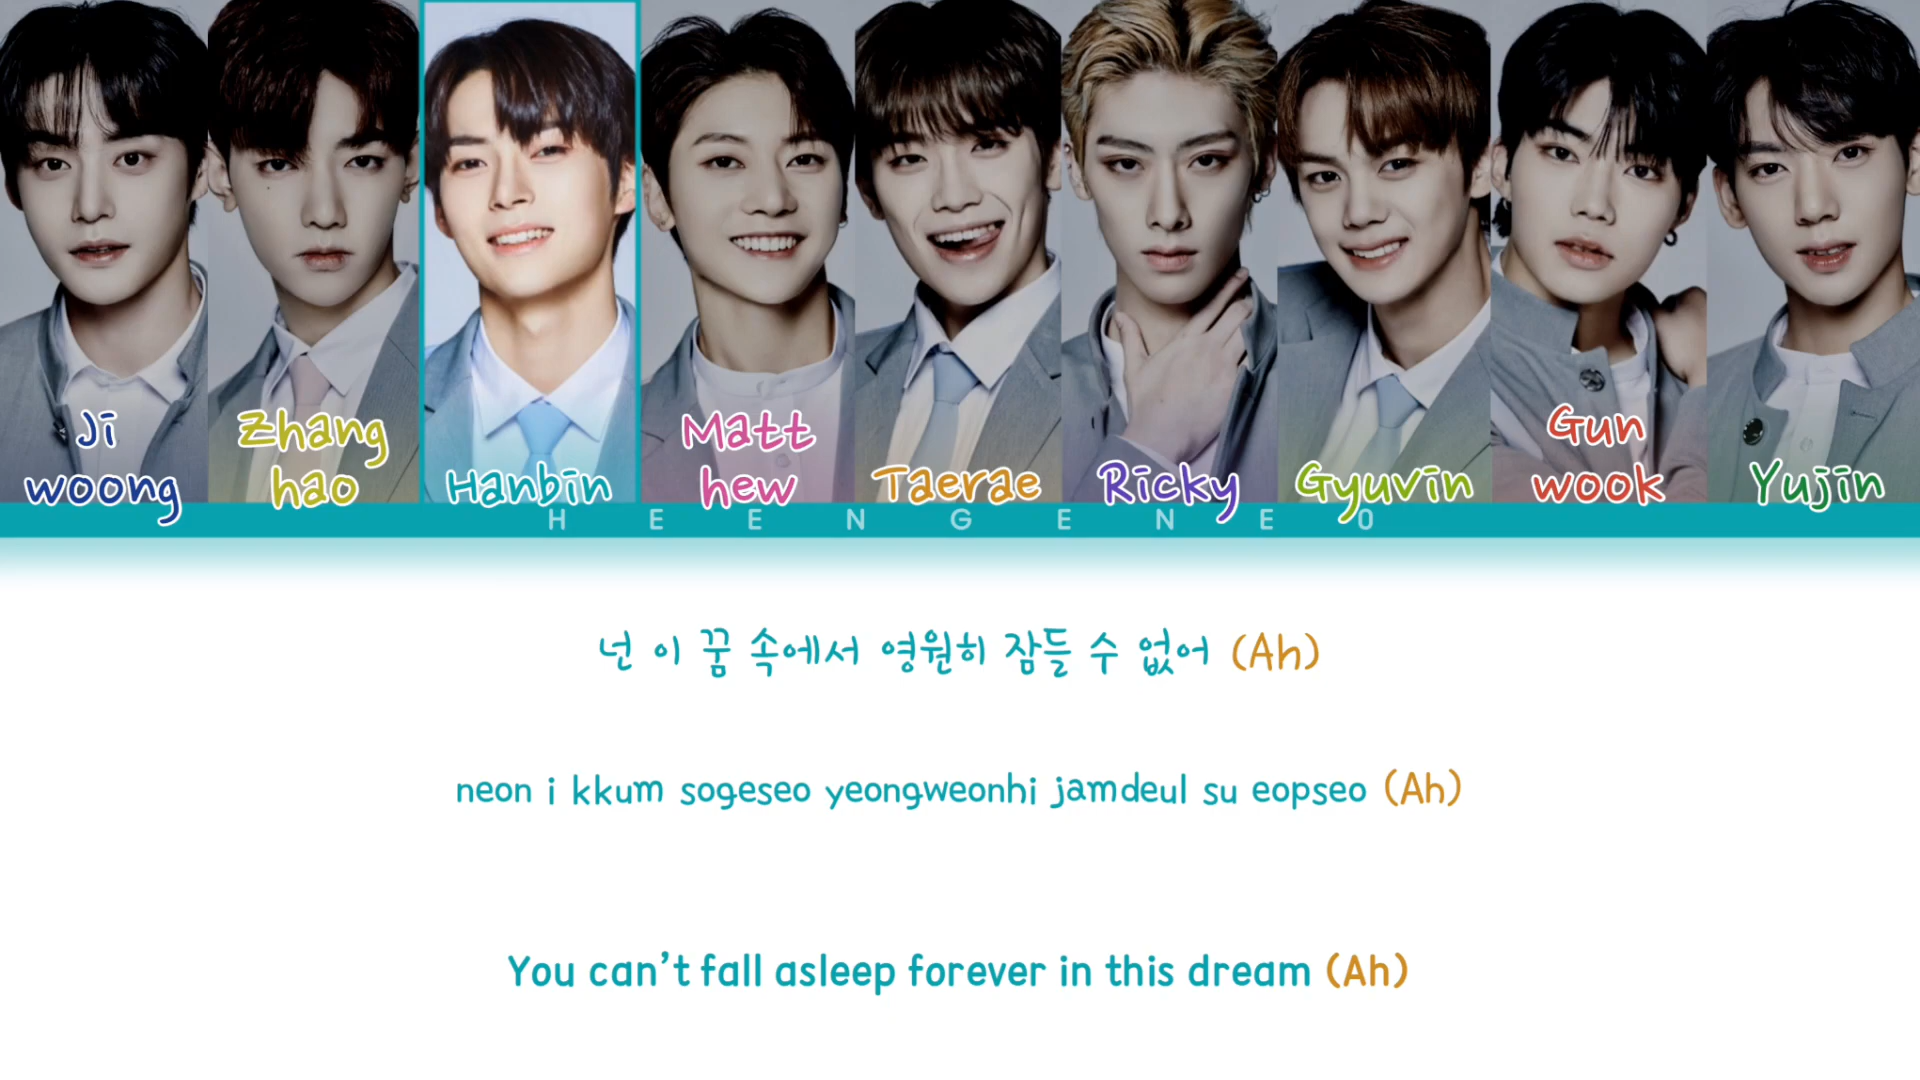 Ji
woong
Zhang
hao
Hanbin
Matt
hew
Taerae
Ricky
Gyuvin
Gun
wook
Yujin
HEENGENE0
넌 이 꿈 속에서 영원히 잠들 수 없어 (Ah)
neon i kkum sogeseo yeongweonhi jamdeul su eopseo (Ah)
You can't fall asleep forever in this dream (Ah)